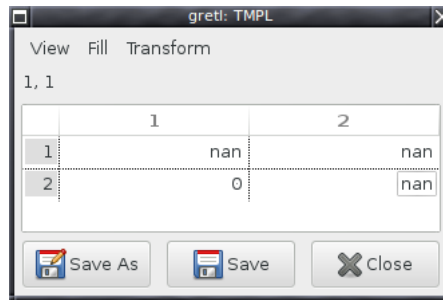 gretl: TMPL
View Fill Transform
1, 1
1 2
1 nan nan
2 0 nan
Save As Save Close